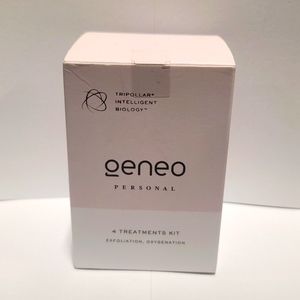 TRIPOLLAR®
INTELLIGENT
BIOLOGY™
geneo
PERSONAL
4 TREATMENTS KIT
EXFOLIATION, OXYGENATION